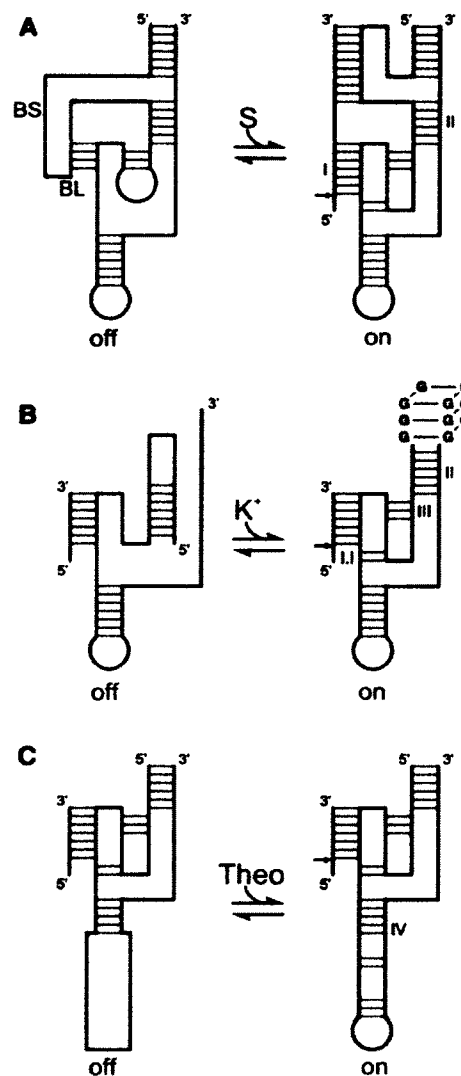 A
5' 3'
5' 3'
BS
S
II
BL
I
5'
off
on
B
3'
G G
G G
G G
G G
K+
II
3'
3'
III
5'
5'
I.I
5'
off
on
C
5' 3'
5' 3'
3'
3'
5'
5'
Theo
IV
off
on